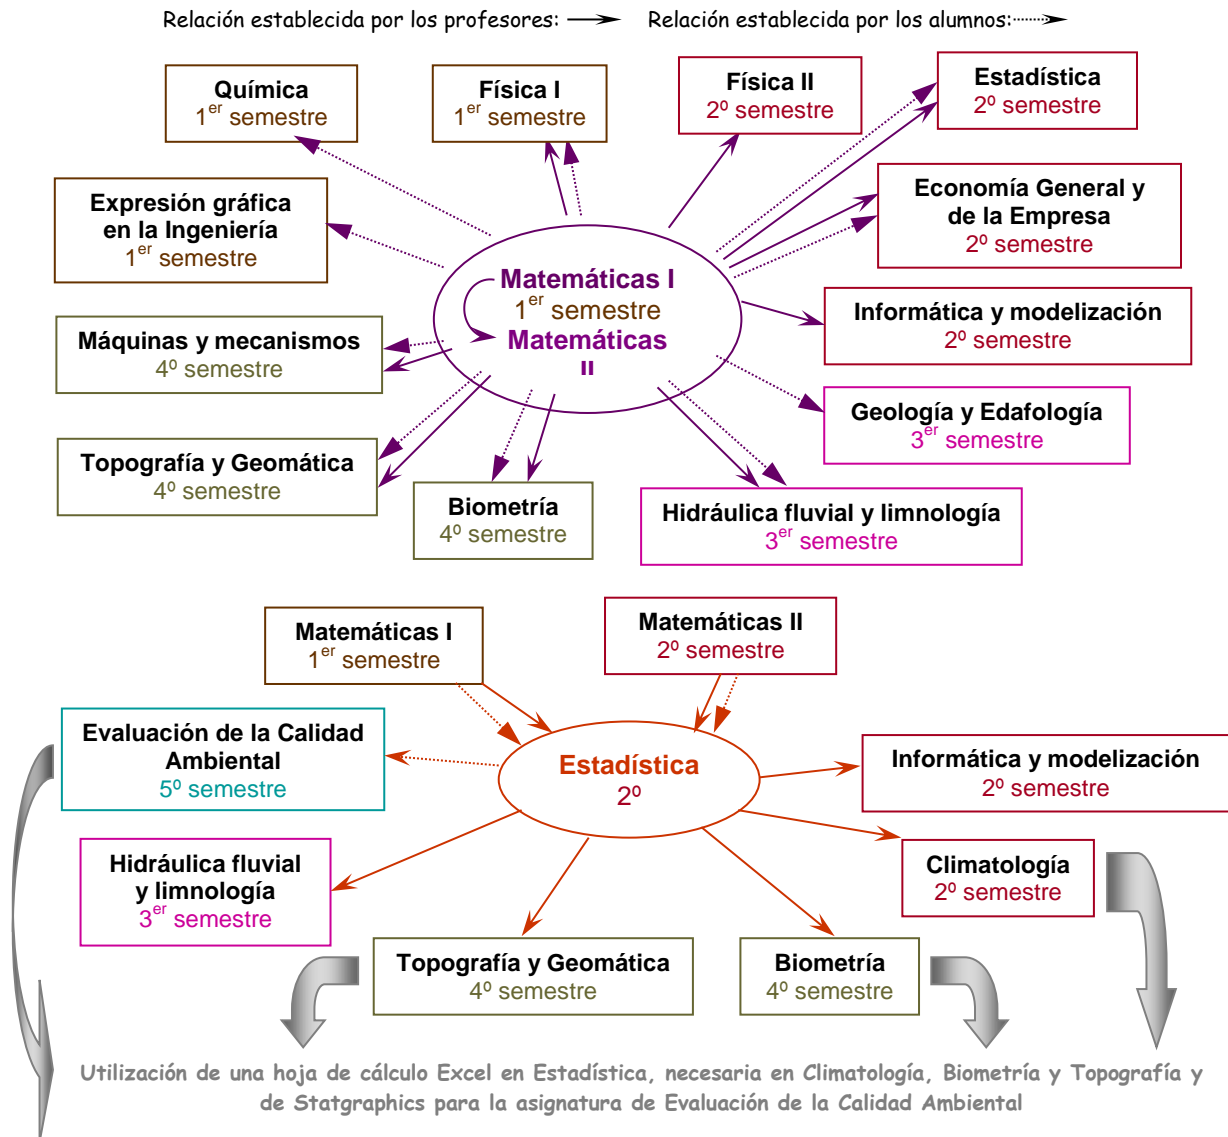 Relación establecida por los profesores:
Relación establecida por los alumnos:
Química
1er semestre
Física I
1er semestre
Física II
2º semestre
Estadística
2º semestre
Expresión gráfica
en la Ingeniería
1er semestre
Economía General y
de la Empresa
2º semestre
Matemáticas I
1er semestre
Matemáticas
II
Informática y modelización
2º semestre
Máquinas y mecanismos
4º semestre
Geología y Edafología
3er semestre
Topografía y Geomática
4º semestre
Biometría
4º semestre
Hidráulica fluvial y limnología
3er semestre
Matemáticas I
1er semestre
Matemáticas II
2º semestre
Evaluación de la Calidad
Ambiental
5º semestre
Estadística
2º
Informática y modelización
2º semestre
Hidráulica fluvial
y limnología
3er semestre
Climatología
2º semestre
Topografía y Geomática
4º semestre
Biometría
4º semestre
Utilización de una hoja de cálculo Excel en Estadística, necesaria en Climatología, Biometría y Topografía y
de Statgraphics para la asignatura de Evaluación de la Calidad Ambiental